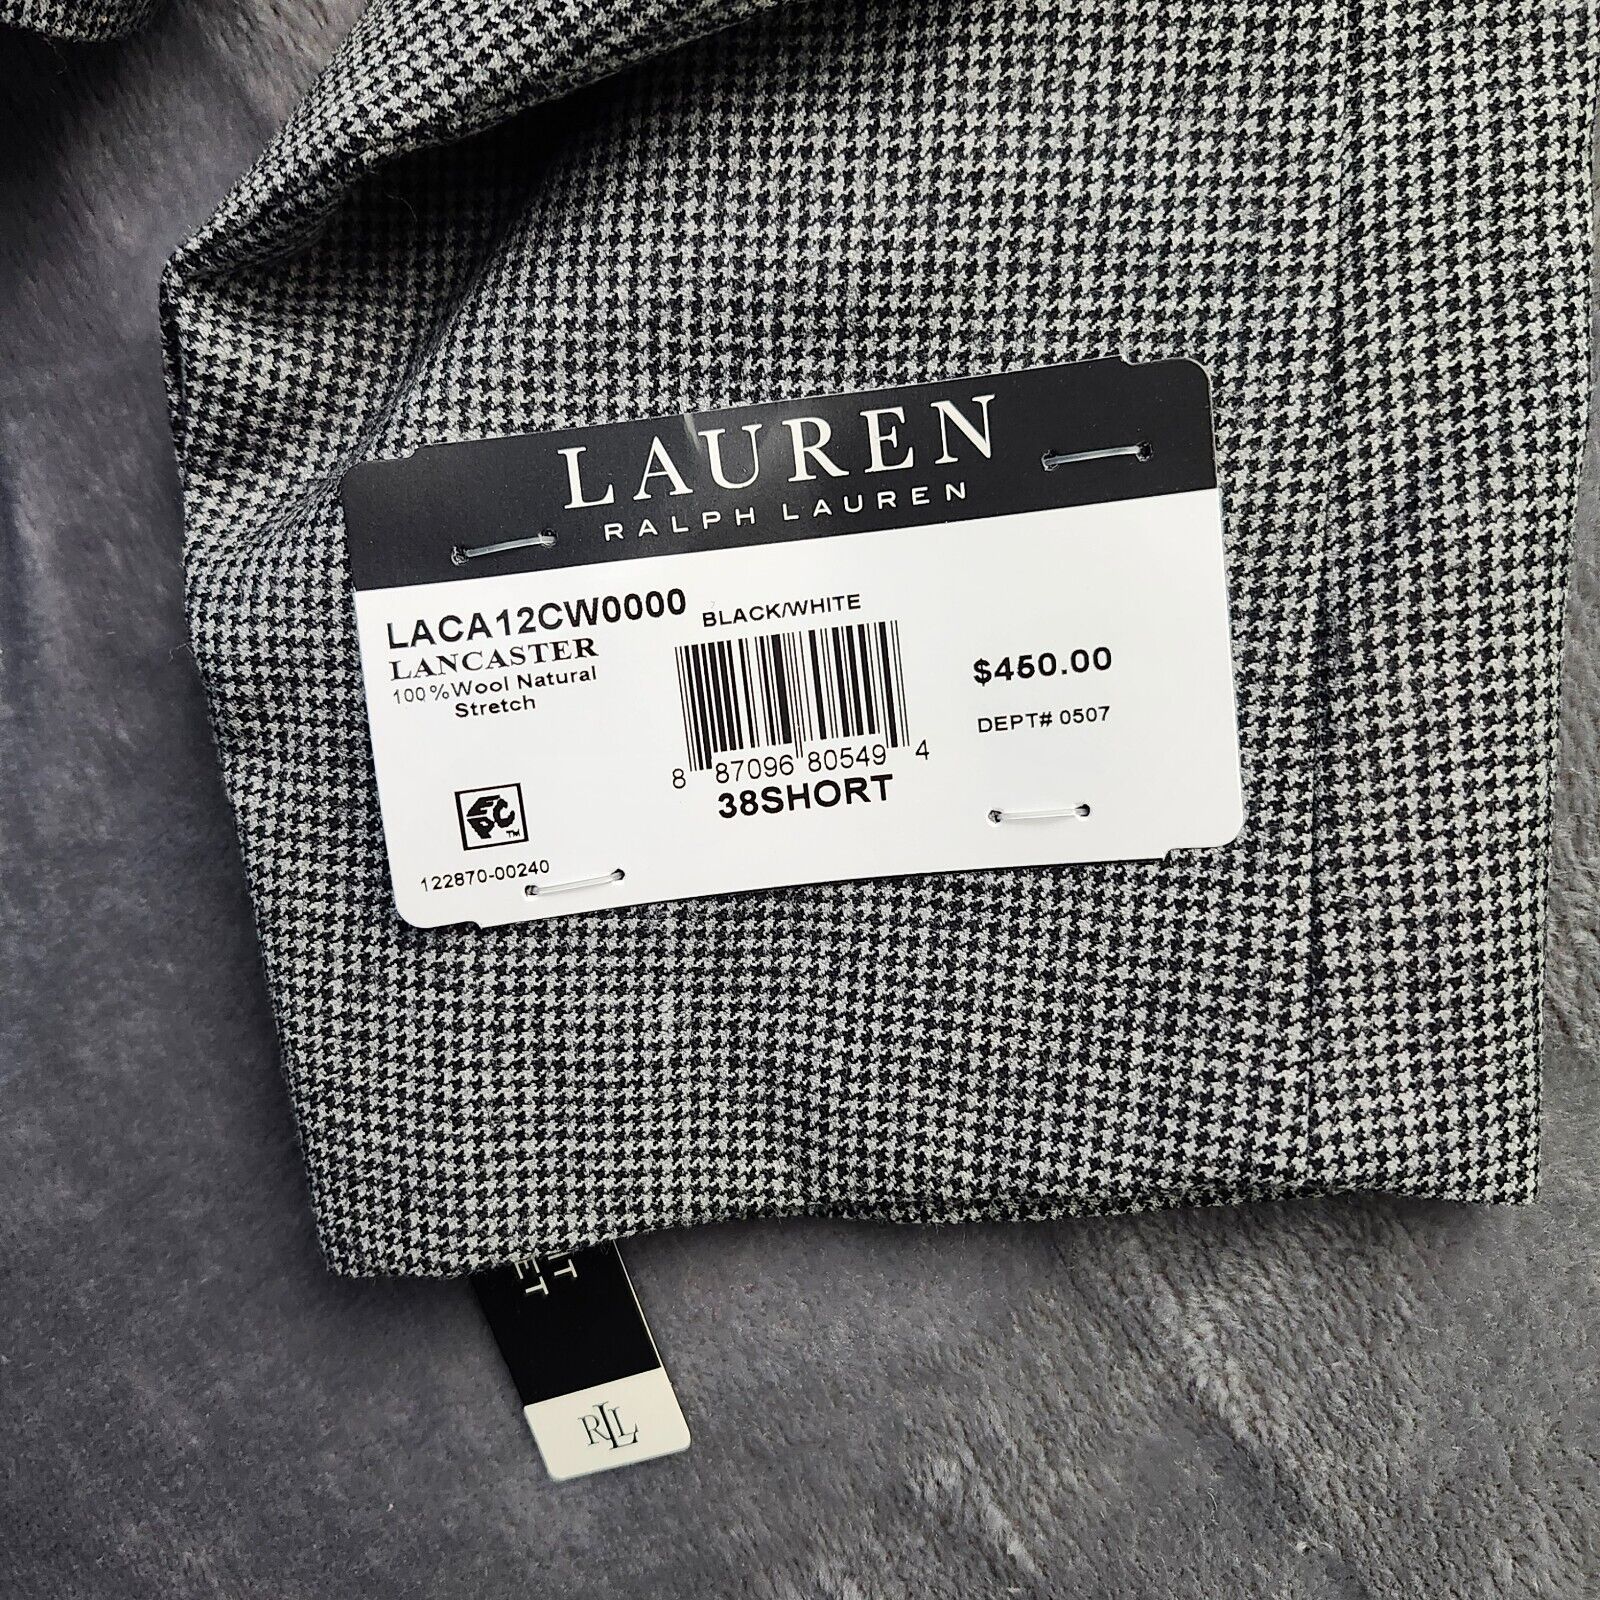 LAUREN
RALPH LAUREN
LACA12CW0000
BLACK/WHITE
LANCASTER
100%Wool Natural
Stretch
$450.00
DEPT# 0507
8 87096 80549 4
38SHORT
EPC™
122870-00240
RLL